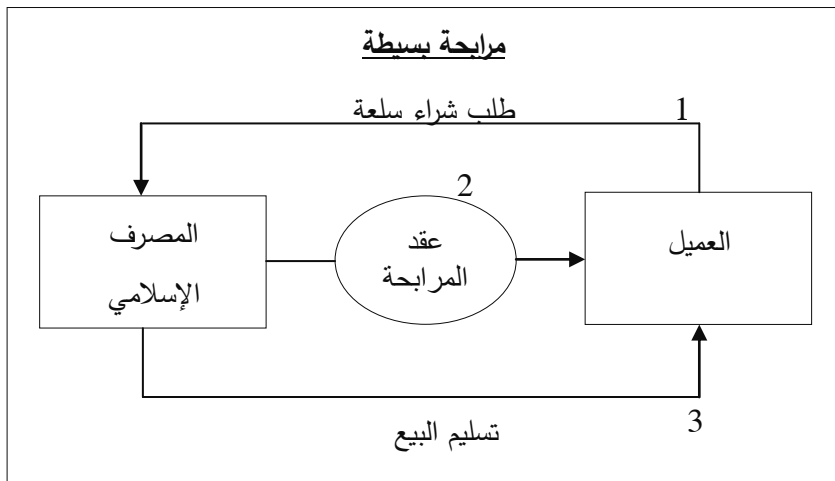 مرابحة بسيطة
طلب شراء سلعة 1
2
المصرف
الإسلامي
عقد
المرابحة
العميل
3
تسليم البيع